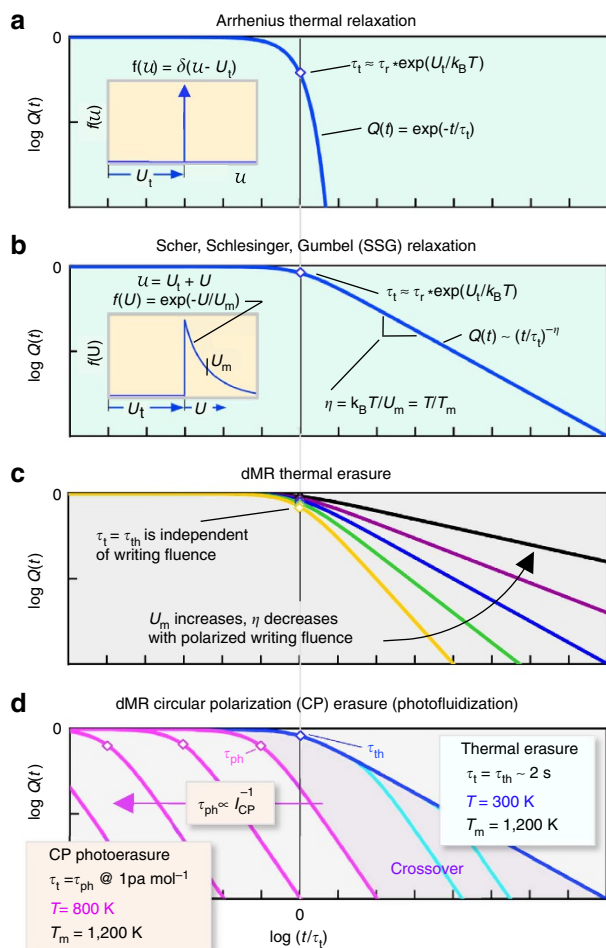 a
Arrhenius thermal relaxation
0
log Q(t)
f(u) = δ(u - Uₜ)
f(u)
Uₜ
u
τₜ ≈ τᵣ *exp(Uₜ/k_BT)
Q(t) = exp(-t/τₜ)
b
Scher, Schlesinger, Gumbel (SSG) relaxation
0
log Q(t)
u = Uₜ + U
f(U) = exp(-U/Uₘ)
f(U)
Uₘ
Uₜ
U
τₜ ≈ τᵣ *exp(Uₜ/k_BT)
Q(t) ~ (t/τₜ)^-η
η = k_BT/Uₘ = T/Tₘ
c
dMR thermal erasure
0
log Q(t)
τₜ = τₜₕ is independent
of writing fluence
Uₘ increases, η decreases
with polarized writing fluence
d
dMR circular polarization (CP) erasure (photofluidization)
0
log Q(t)
τₚₕ
τₜₕ
τₚₕ∝ I_CP^-1
Thermal erasure
τₜ = τₜₕ ~ 2 s
T = 300 K
Tₘ = 1,200 K
Crossover
CP photoerasure
τₜ =τₚₕ @ 1pa mol⁻¹
T= 800 K
Tₘ = 1,200 K
0
log (t/τₜ)